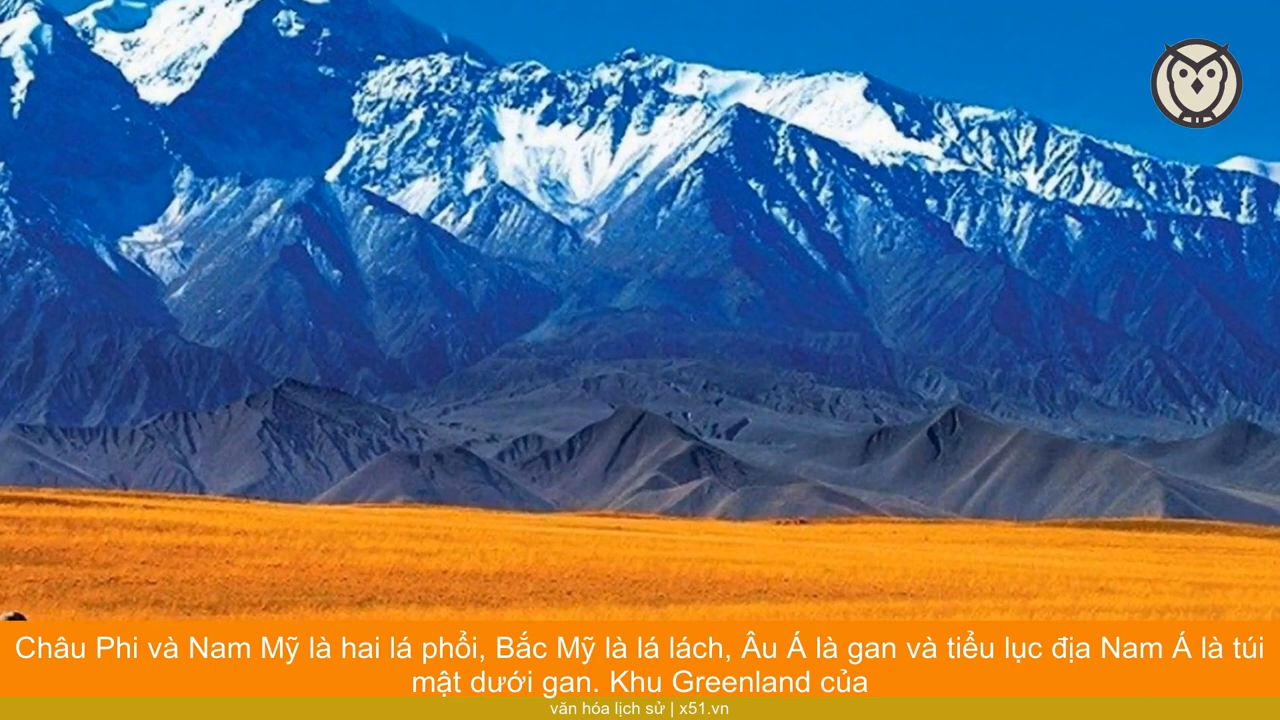 Châu Phi và Nam Mỹ là hai lá phổi, Bắc Mỹ là lá lách, Âu Á là gan và tiểu lục địa Nam Á là túi
mật dưới gan. Khu Greenland của
văn hóa lịch sử | x51.vn